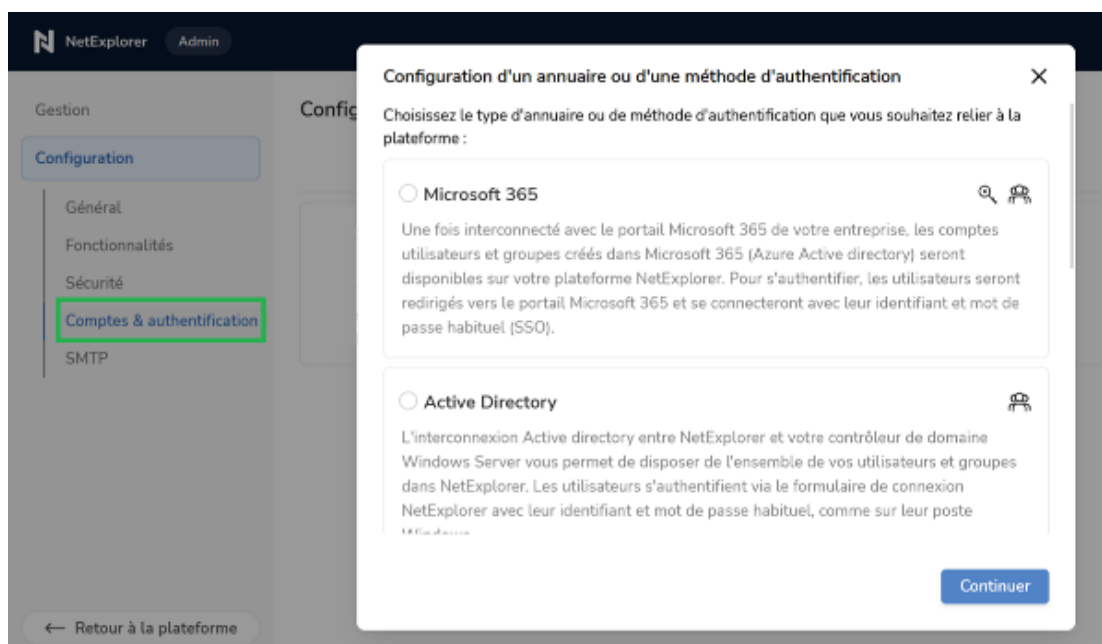 NetExplorer Admin
Gestion
Configuration
Général
Fonctionnalités
Sécurité
Comptes & authentification
SMTP
← Retour à la plateforme
Config
Configuration d'un annuaire ou d'une méthode d'authentification
Choisissez le type d'annuaire ou de méthode d'authentification que vous souhaitez relier à la
plateforme :
Microsoft 365
Une fois interconnecté avec le portail Microsoft 365 de votre entreprise, les comptes
utilisateurs et groupes créés dans Microsoft 365 (Azure Active directory) seront
disponibles sur votre plateforme NetExplorer. Pour s'authentifier, les utilisateurs seront
redirigés vers le portail Microsoft 365 et se connecteront avec leur identifiant et mot de
passe habituel (SSO).
Active Directory
L'interconnexion Active directory entre NetExplorer et votre contrôleur de domaine
Windows Server vous permet de disposer de l'ensemble de vos utilisateurs et groupes
dans NetExplorer. Les utilisateurs s'authentifient via le formulaire de connexion
NetExplorer avec leur identifiant et mot de passe habituel, comme sur leur poste
Continuer